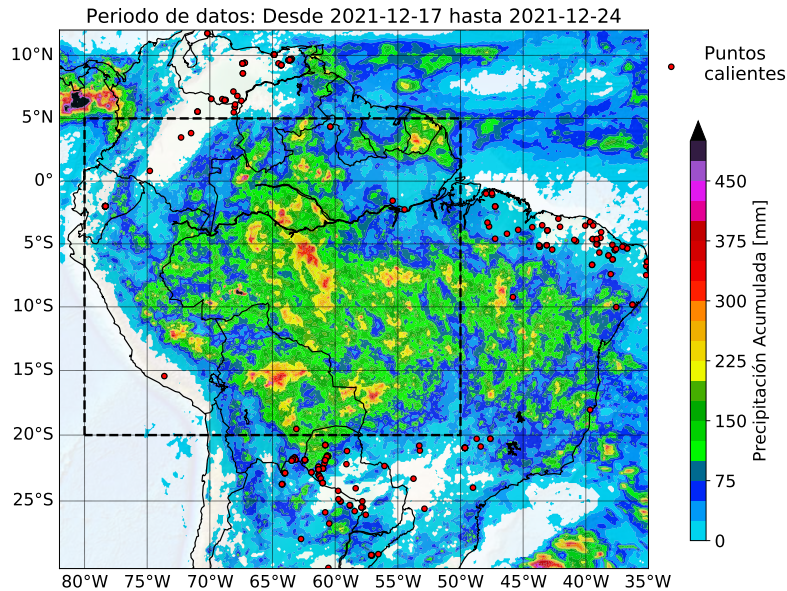 Periodo de datos: Desde 2021-12-17 hasta 2021-12-24
10°N
5°N
0°
5°S
10°S
15°S
20°S
25°S
80°W 75°W 70°W 65°W 60°W 55°W 50°W 45°W 40°W 35°W
Puntos
calientes
450
375
300
225
150
75
0
Precipitación Acumulada [mm]